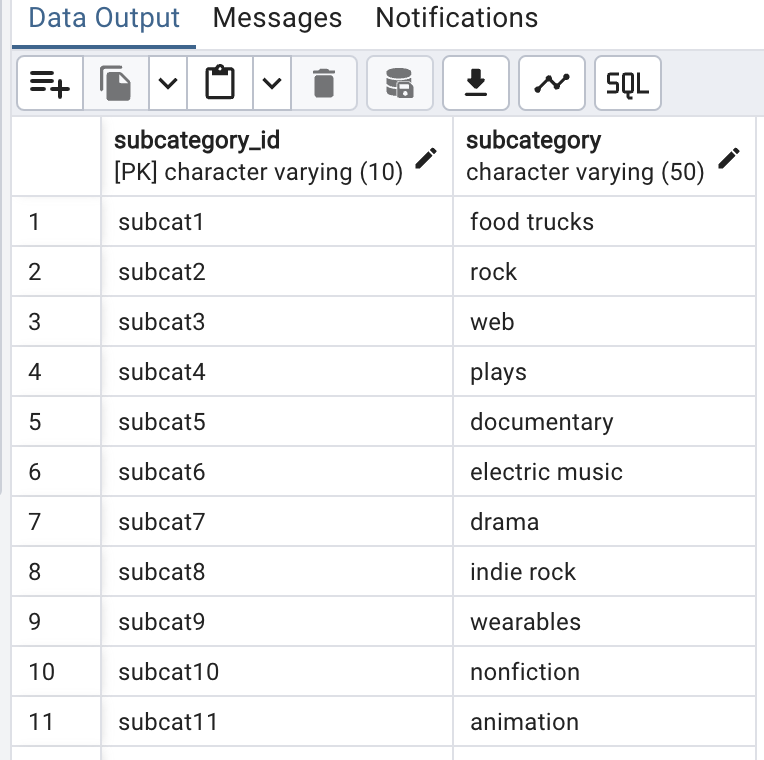 Data Output Messages Notifications
SQL
subcategory_id subcategory
[PK] character varying (10) character varying (50)
1 subcat1 food trucks
2 subcat2 rock
3 subcat3 web
4 subcat4 plays
5 subcat5 documentary
6 subcat6 electric music
7 subcat7 drama
8 subcat8 indie rock
9 subcat9 wearables
10 subcat10 nonfiction
11 subcat11 animation